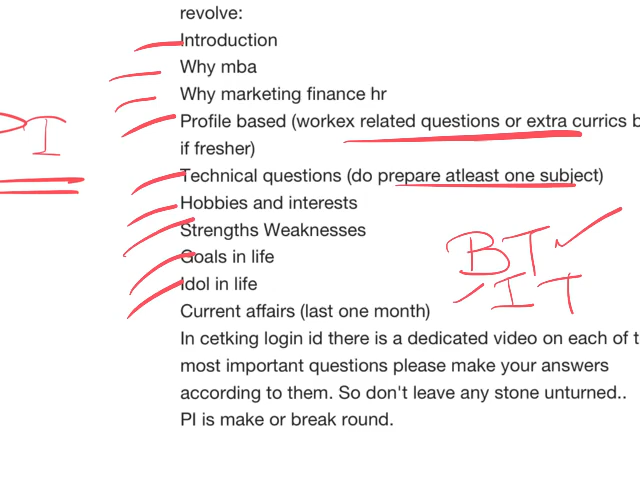 revolve:
Introduction
Why mba
Why marketing finance hr
Profile based (workex related questions or extra currics b
PI
if fresher)
Technical questions (do prepare atleast one subject)
Hobbies and interests
Strengths Weaknesses
Goals in life
BT
Idol in life
IT
Current affairs (last one month)
In cetking login id there is a dedicated video on each of t
most important questions please make your answers
according to them. So don't leave any stone unturned..
PI is make or break round.